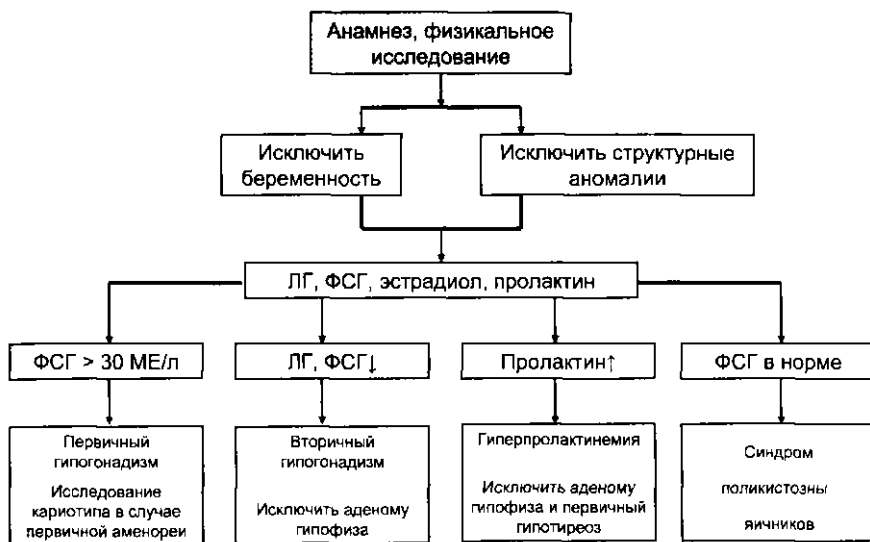 Анамнез, физикальное
исследование
Исключить
беременность
Исключить структурные
аномалии
ЛГ, ФСГ, эстрадиол, пролактин
ФСГ > 30 МЕ/л
ЛГ, ФСГ↓
Пролактин↑
ФСГ в норме
Первичный
гипогонадизм
Исследование
кариотипа в случае
первичной аменореи
Вторичный
гипогонадизм
Исключить аденому
гипофиза
Гиперпролактинемия
Исключить аденому
гипофиза и первичный
гипотиреоз
Синдром
поликистозны
яичников